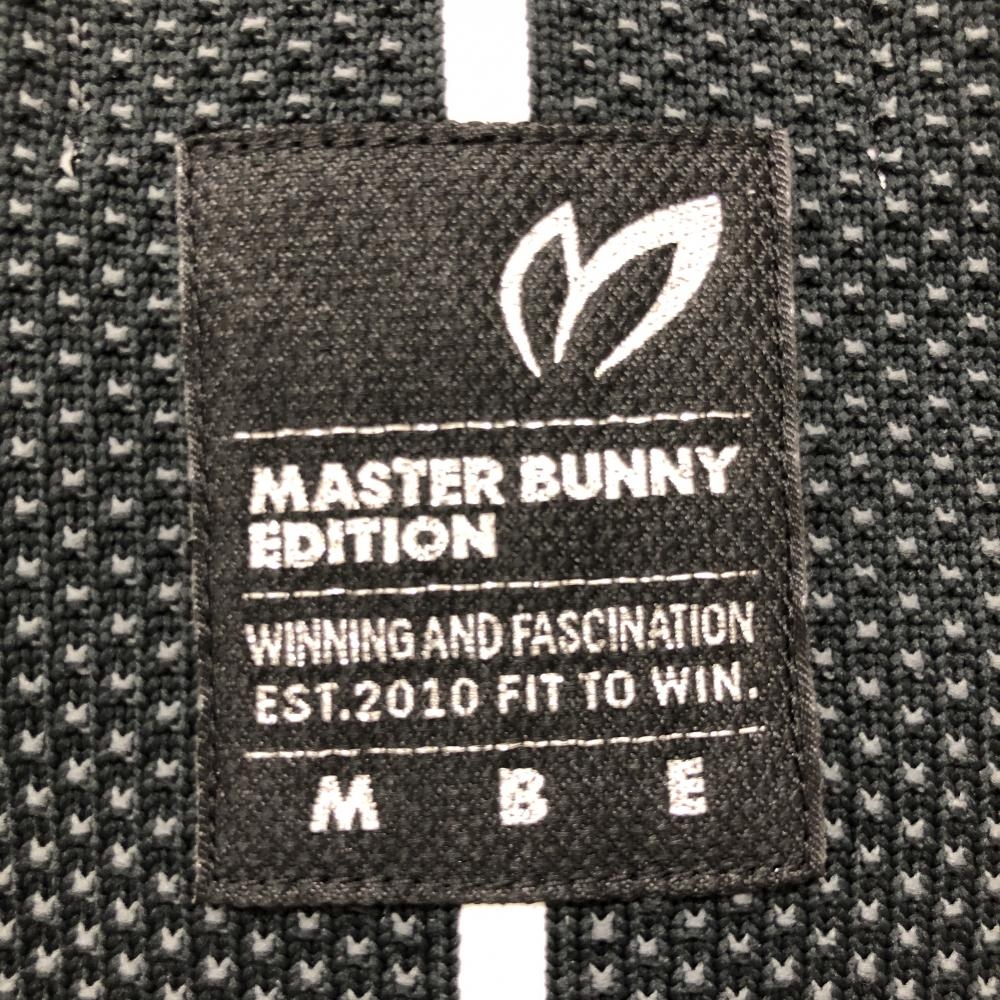 MASTER BUNNY
EDITION
WINNING AND FASCINATION
EST.2010 FIT TO WIN.
M B E